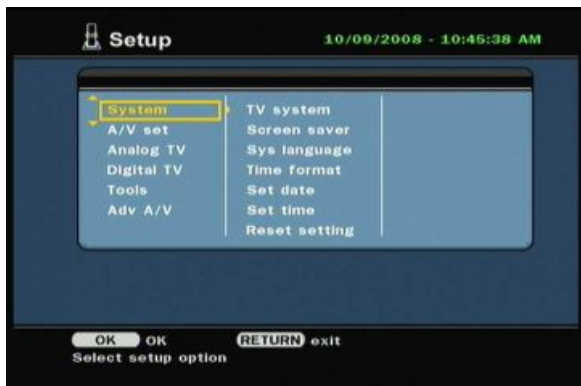 Setup
10/09/2008 - 10:45:38 AM
System
A/V set
Analog TV
Digital TV
Tools
Adv A/V
TV system
Screen saver
Sys language
Time format
Set date
Set time
Reset setting
OK OK
RETURN exit
Select setup option